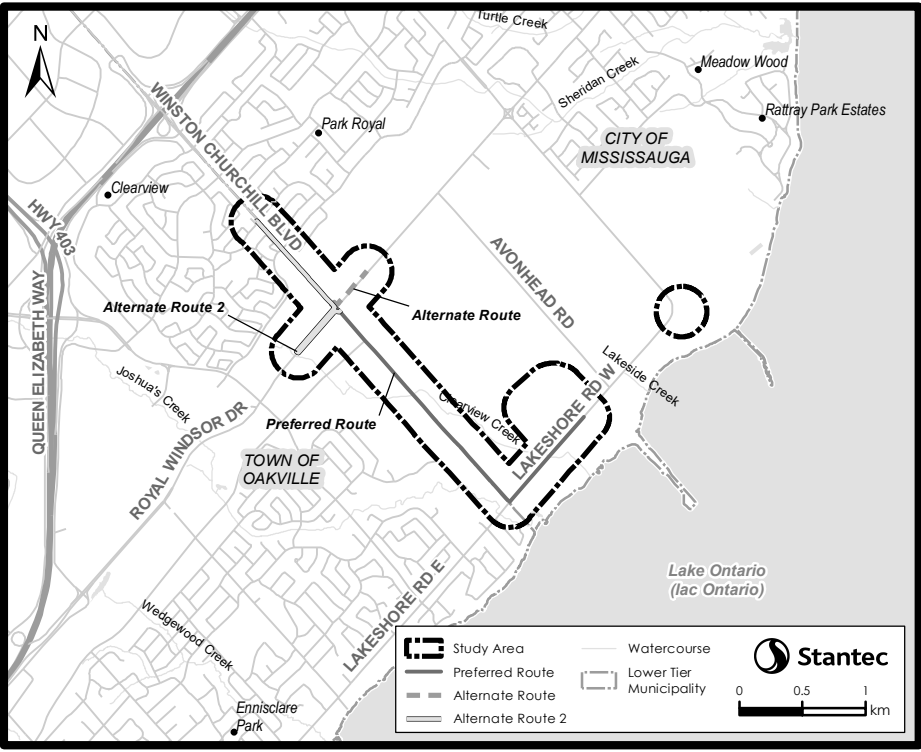 Turtle Creek
N
Meadow Wood
Sheridan Creek
WINSTON CHURCHILL BLVD
Rattray Park Estates
Park Royal
CITY OF
MISSISSAUGA
Clearview
HWY 403
AVONHEAD RD
QUEEN ELIZABETH WAY
Alternate Route 2
Alternate Route
Joshua's Creek
Lakeside Creek
LAKESHORE RD W
Clearview Creek
Preferred Route
ROYAL WINDSOR DR
TOWN OF
OAKVILLE
Lake Ontario
(lac Ontario)
LAKESHORE RD E
Wedgewood Creek
Ennisclare
Park
Study Area
Preferred Route
Alternate Route
Alternate Route 2
Watercourse
Lower Tier
Municipality
Stantec
0 0.5 1
km